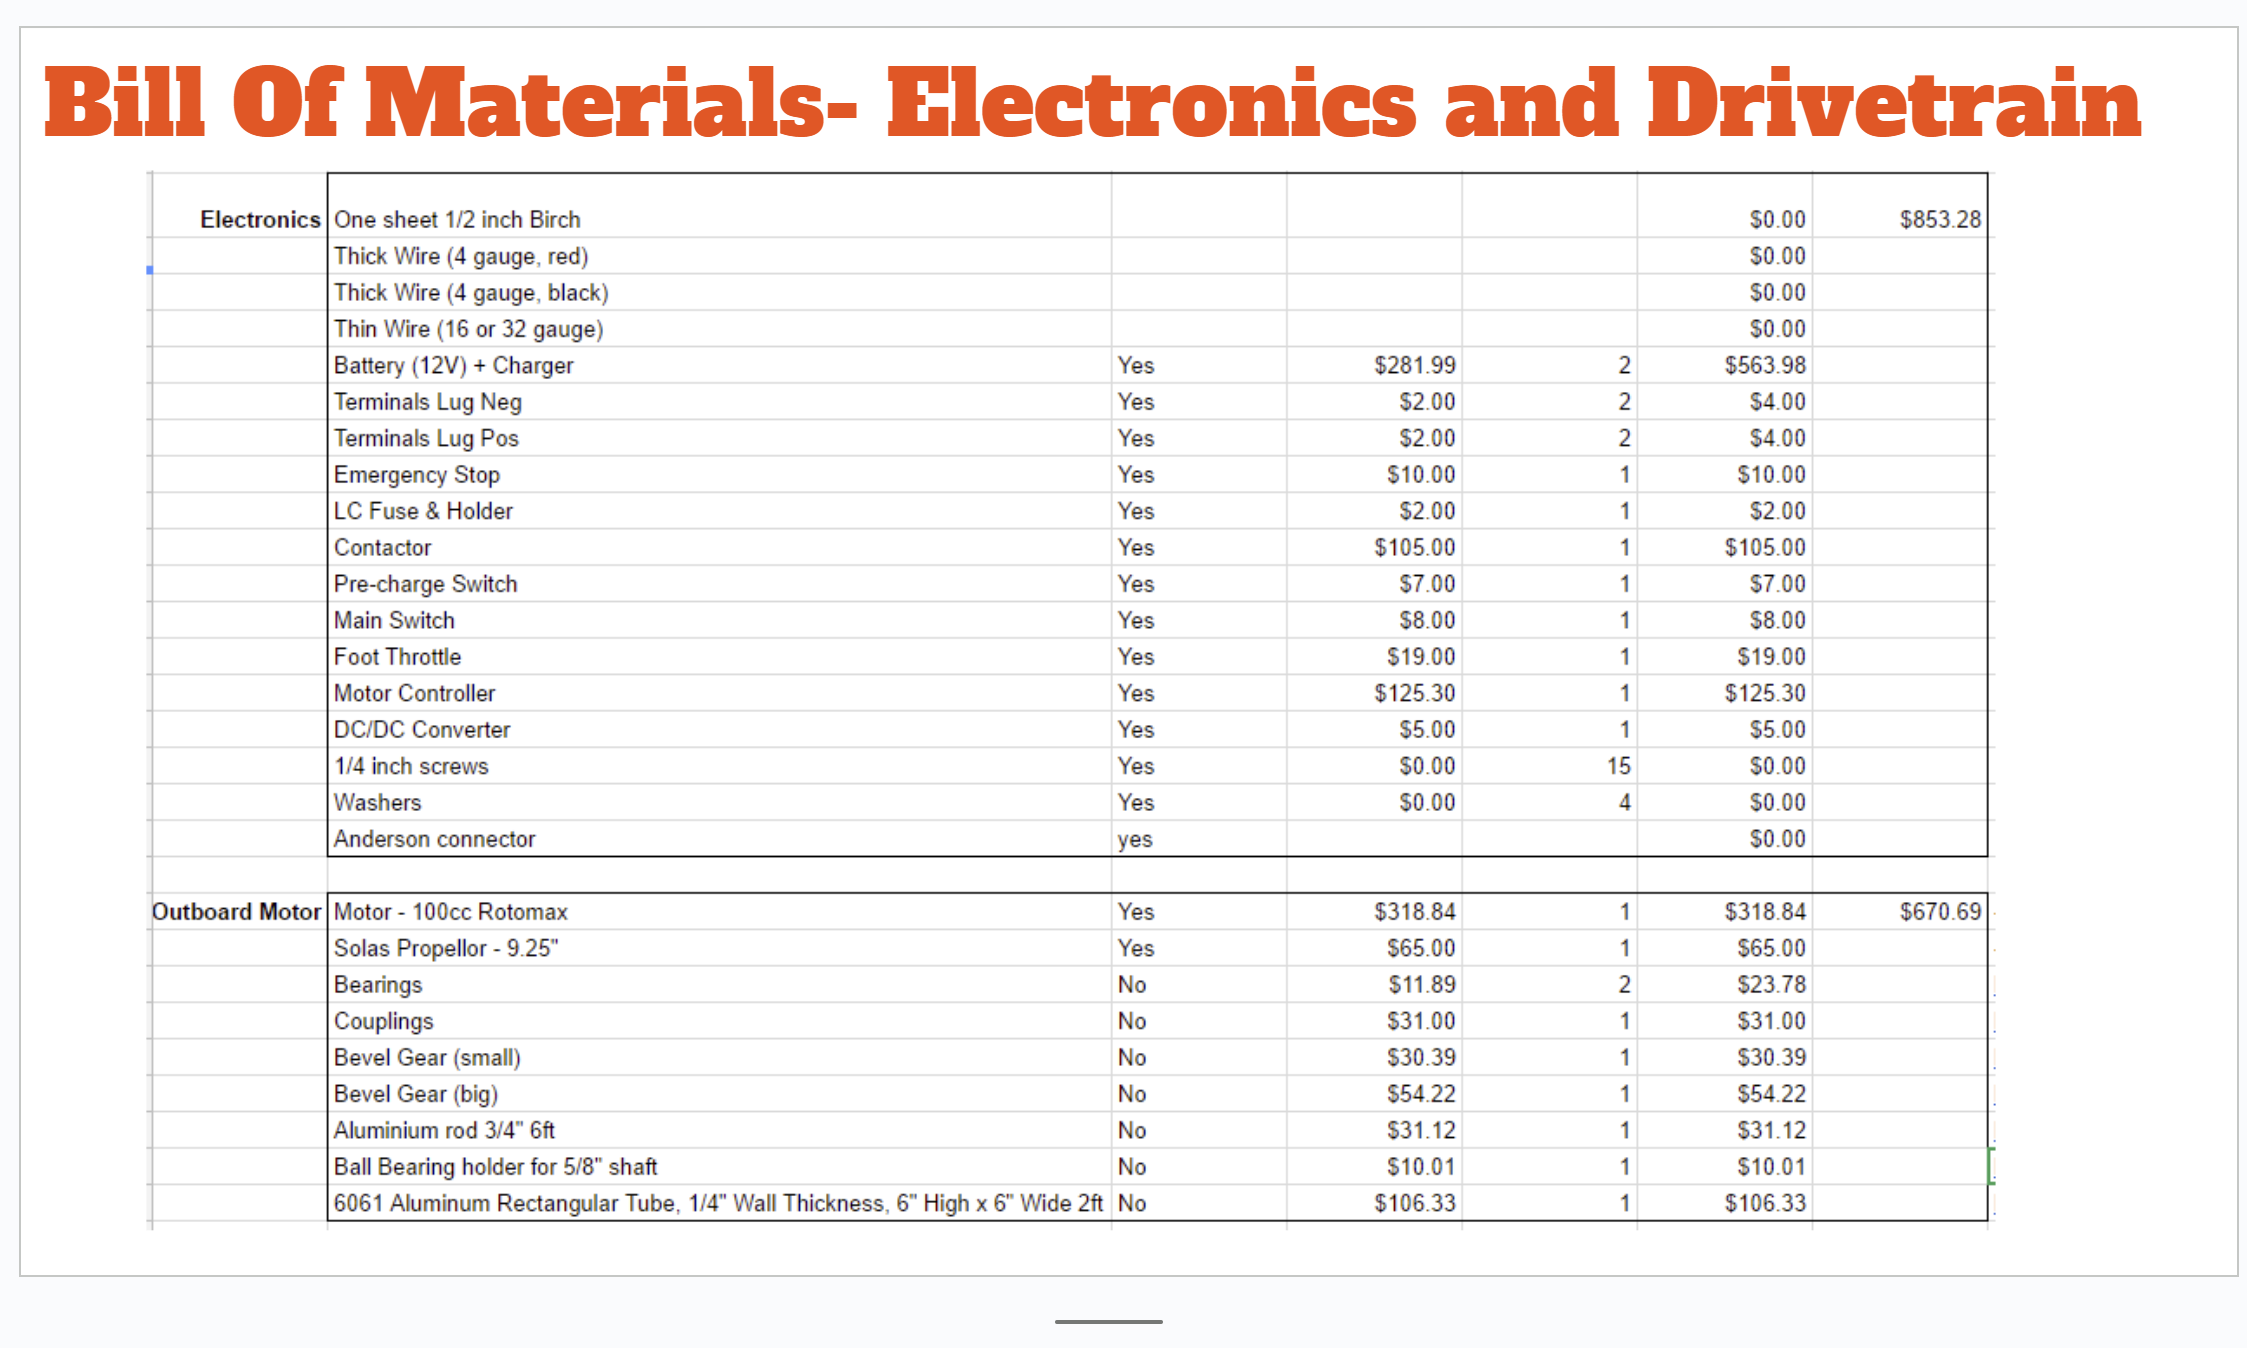 Bill Of Materials- Electronics and Drivetrain
Electronics One sheet 1/2 inch Birch $0.00 $853.28
Thick Wire (4 gauge, red) $0.00
Thick Wire (4 gauge, black) $0.00
Thin Wire (16 or 32 gauge) $0.00
Battery (12V) + Charger Yes $281.99 2 $563.98
Terminals Lug Neg Yes $2.00 2 $4.00
Terminals Lug Pos Yes $2.00 2 $4.00
Emergency Stop Yes $10.00 1 $10.00
LC Fuse & Holder Yes $2.00 1 $2.00
Contactor Yes $105.00 1 $105.00
Pre-charge Switch Yes $7.00 1 $7.00
Main Switch Yes $8.00 1 $8.00
Foot Throttle Yes $19.00 1 $19.00
Motor Controller Yes $125.30 1 $125.30
DC/DC Converter Yes $5.00 1 $5.00
1/4 inch screws Yes $0.00 15 $0.00
Washers Yes $0.00 4 $0.00
Anderson connector yes $0.00
Outboard Motor Motor - 100cc Rotomax Yes $318.84 1 $318.84 $670.69
Solas Propellor - 9.25" Yes $65.00 1 $65.00
Bearings No $11.89 2 $23.78
Couplings No $31.00 1 $31.00
Bevel Gear (small) No $30.39 1 $30.39
Bevel Gear (big) No $54.22 1 $54.22
Aluminium rod 3/4" 6ft No $31.12 1 $31.12
Ball Bearing holder for 5/8" shaft No $10.01 1 $10.01
6061 Aluminum Rectangular Tube, 1/4" Wall Thickness, 6" High x 6" Wide 2ft No $106.33 1 $106.33